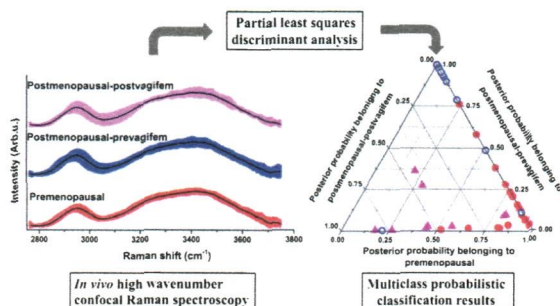 Partial least squares
discriminant analysis
Postmenopausal-postvagifem
Postmenopausal-prevagifem
Premenopausal
Intensity (Arb.u.)
2800 3000 3200 3400 3600 3800
Raman shift (cm⁻¹)
In vivo high wavenumber
confocal Raman spectroscopy
Posterior probability belonging to
postmenopausal-postvagifem
0.00
0.25
0.50
0.75
1.00
Posterior probability belonging to
postmenopausal-prevagifem
1.00
0.75
0.50
0.25
0.00
0.00 0.25 0.50 0.75 1.00
Posterior probability belonging to
premenopausal
Multiclass probabilistic
classification results